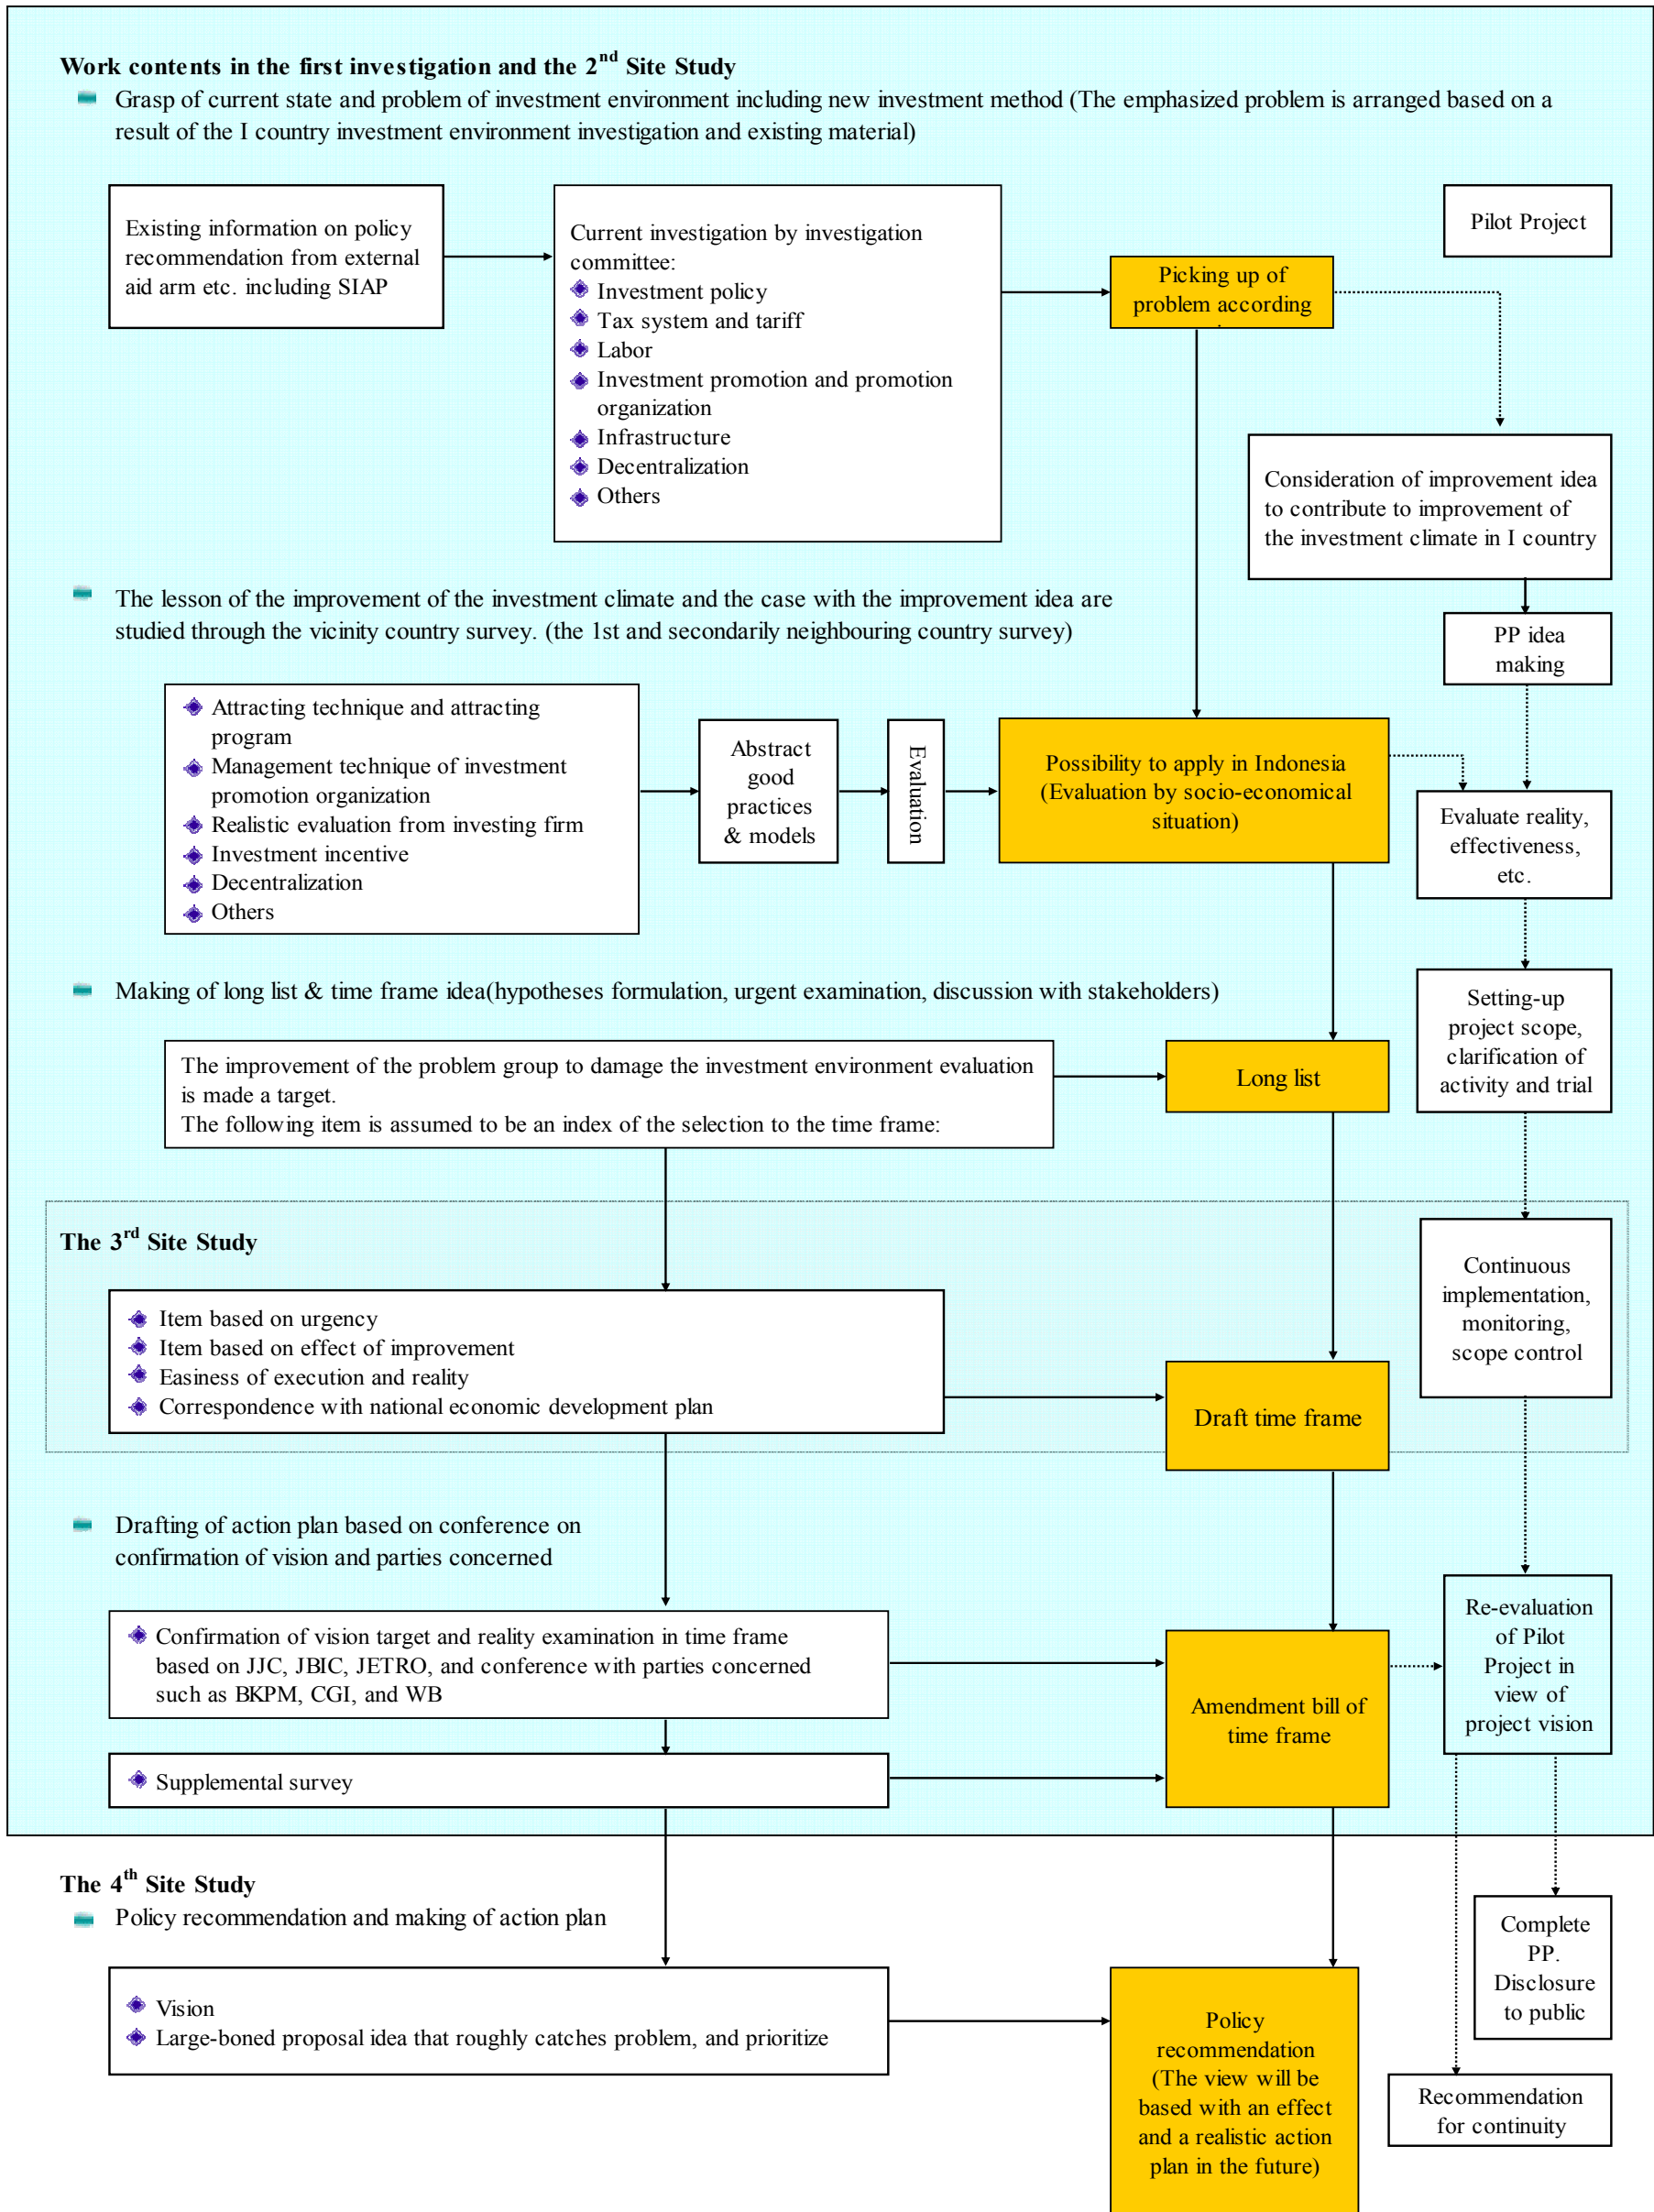 Work contents in the first investigation and the 2nd Site Study
Grasp of current state and problem of investment environment including new investment method (The emphasized problem is arranged based on a
result of the I country investment environment investigation and existing material)
Existing information on policy
recommendation from external
aid arm etc. including SIAP
Current investigation by investigation
committee:
Investment policy
Tax system and tariff
Labor
Investment promotion and promotion
organization
Infrastructure
Decentralization
Others
Picking up of
problem according
Pilot Project
Consideration of improvement idea
to contribute to improvement of
the investment climate in I country
The lesson of the improvement of the investment climate and the case with the improvement idea are
studied through the vicinity country survey. (the 1st and secondarily neighbouring country survey)
PP idea
making
Attracting technique and attracting
program
Management technique of investment
promotion organization
Realistic evaluation from investing firm
Investment incentive
Decentralization
Others
Abstract
good
practices
& models
Evaluation
Possibility to apply in Indonesia
(Evaluation by socio-economical
situation)
Evaluate reality,
effectiveness,
etc.
Making of long list & time frame idea(hypotheses formulation, urgent examination, discussion with stakeholders)
The improvement of the problem group to damage the investment environment evaluation
is made a target.
The following item is assumed to be an index of the selection to the time frame:
Long list
Setting-up
project scope,
clarification of
activity and trial
The 3rd Site Study
Item based on urgency
Item based on effect of improvement
Easiness of execution and reality
Correspondence with national economic development plan
Draft time frame
Continuous
implementation,
monitoring,
scope control
Drafting of action plan based on conference on
confirmation of vision and parties concerned
Confirmation of vision target and reality examination in time frame
based on JJC, JBIC, JETRO, and conference with parties concerned
such as BKPM, CGI, and WB
Supplemental survey
Amendment bill of
time frame
Re-evaluation
of Pilot
Project in
view of
project vision
The 4th Site Study
Policy recommendation and making of action plan
Vision
Large-boned proposal idea that roughly catches problem, and prioritize
Policy
recommendation
(The view will be
based with an effect
and a realistic action
plan in the future)
Complete
PP.
Disclosure
to public
Recommendation
for continuity